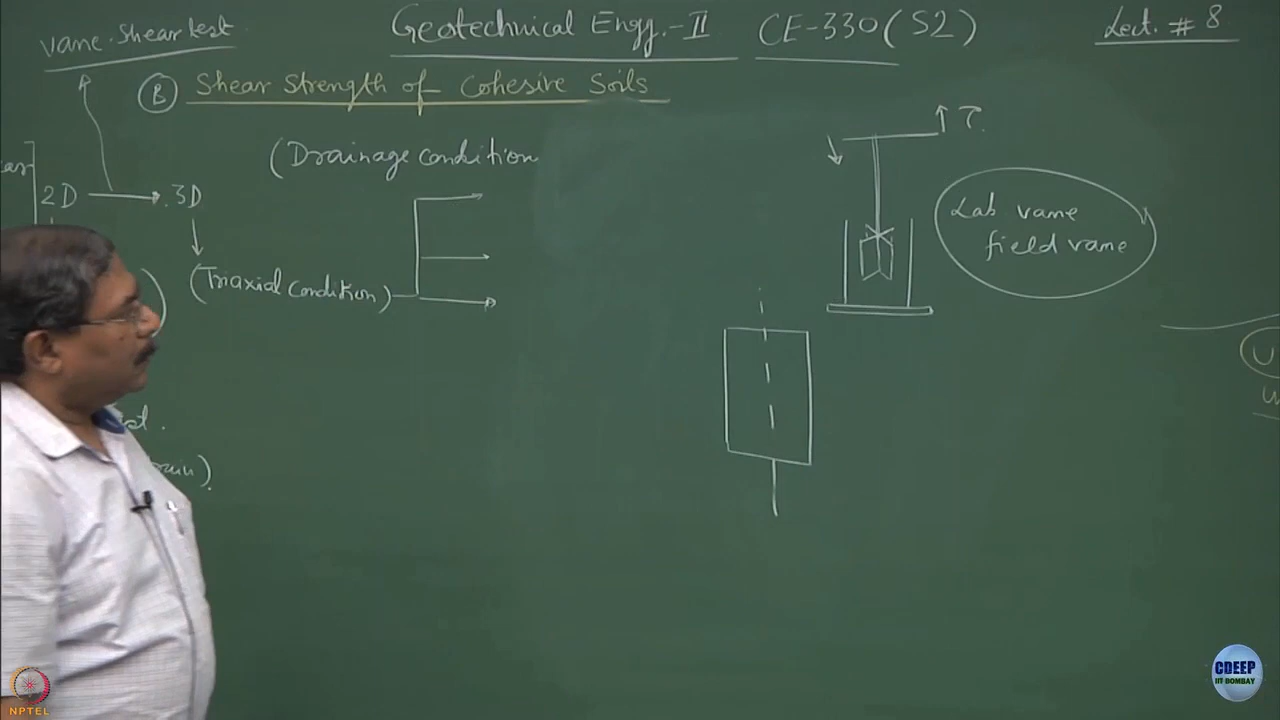 Geotechnical Engg.-II CE-330(S2)
Lect. # 8
vane shear test
B Shear Strength of Cohesive Soils
(Drainage condition
2D → 3D
(Triaxial condition)
τ
Lab vane
field vane
NPTEL
CDEEP
IIT BOMBAY